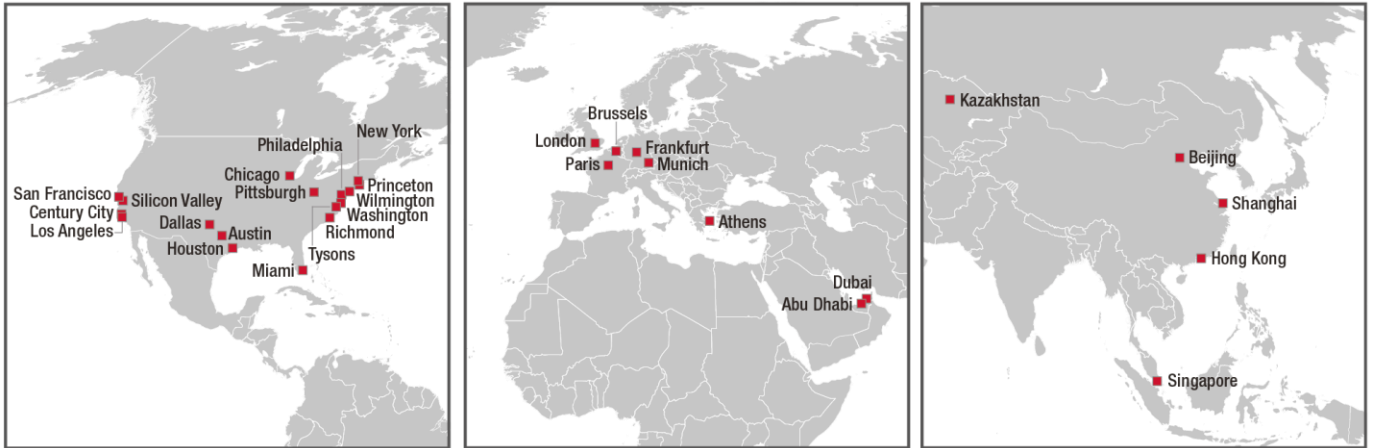 New York
Philadelphia
Chicago
Pittsburgh
Princeton
Wilmington
Washington
Richmond
San Francisco
Silicon Valley
Century City
Los Angeles
Dallas
Austin
Houston
Tysons
Miami
Brussels
London
Frankfurt
Paris
Munich
Athens
Dubai
Abu Dhabi
Kazakhstan
Beijing
Shanghai
Hong Kong
Singapore